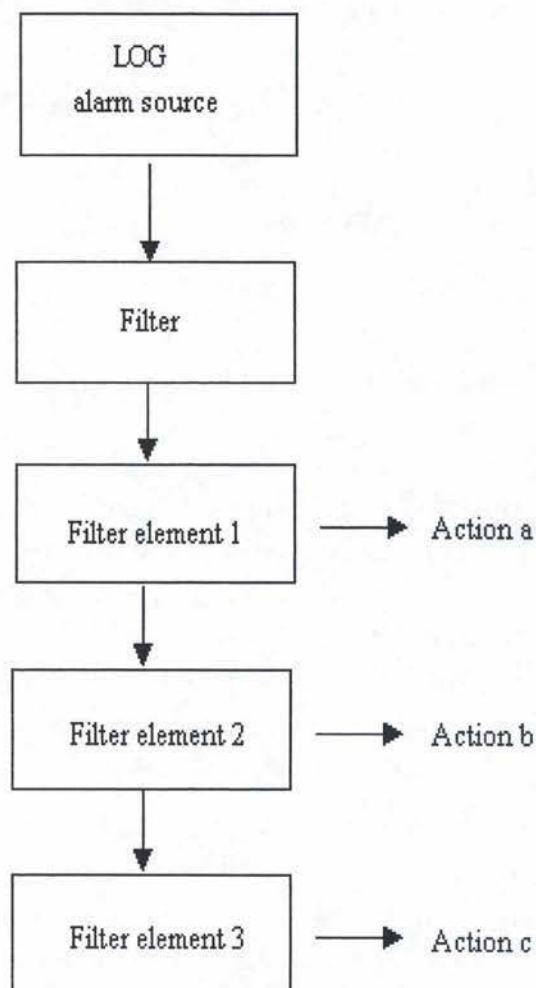 LOG
alarm source
Filter
Filter element 1
Action a
Filter element 2
Action b
Filter element 3
Action c